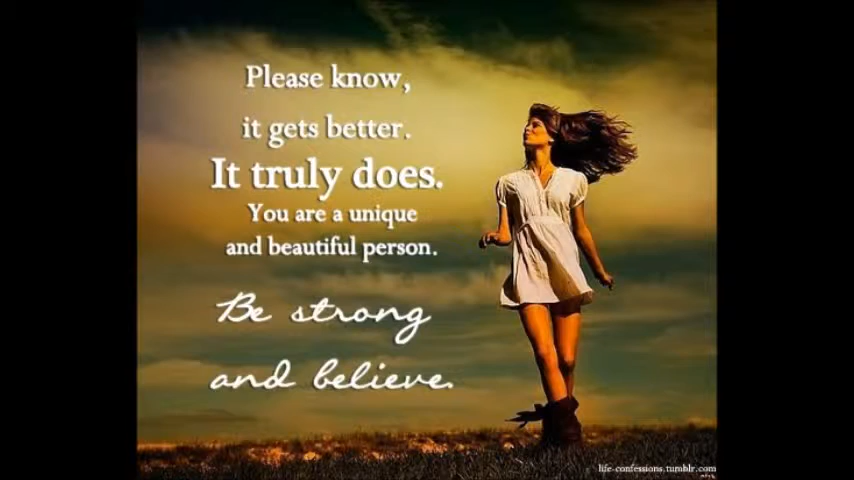 Please know,
it gets better.
It truly does.
You are a unique
and beautiful person.
Be strong
and believe.
life-confessions.tumblr.com